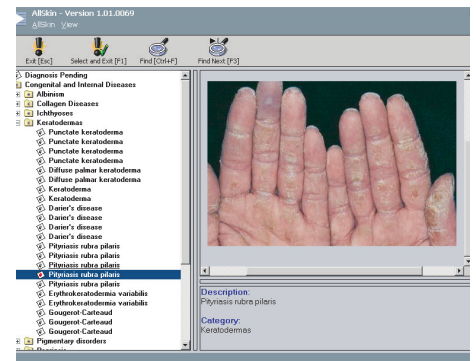 AllSkin - Version 1.01.0069
AllSkin View
Exit [Esc] Select and Exit [F1] Find [Ctrl+F] Find Next [F3]
Diagnosis Pending
Congenital and Internal Diseases
Albinism
Collagen Diseases
Ichthyoses
Keratodermas
Punctate keratoderma
Punctate keratoderma
Punctate keratoderma
Punctate keratoderma
Diffuse palmar keratoderma
Diffuse palmar keratoderma
Keratoderma
Keratoderma
Darier's disease
Darier's disease
Darier's disease
Darier's disease
Pityriasis rubra pilaris
Pityriasis rubra pilaris
Pityriasis rubra pilaris
Pityriasis rubra pilaris
Pityriasis rubra pilaris
Erythrokeratodermia variabilis
Erythrokeratodermia variabilis
Gougerot-Carteaud
Gougerot-Carteaud
Gougerot-Carteaud
Pigmentary disorders
Psoriasis
Description:
Pityriasis rubra pilaris
Category:
Keratodermas